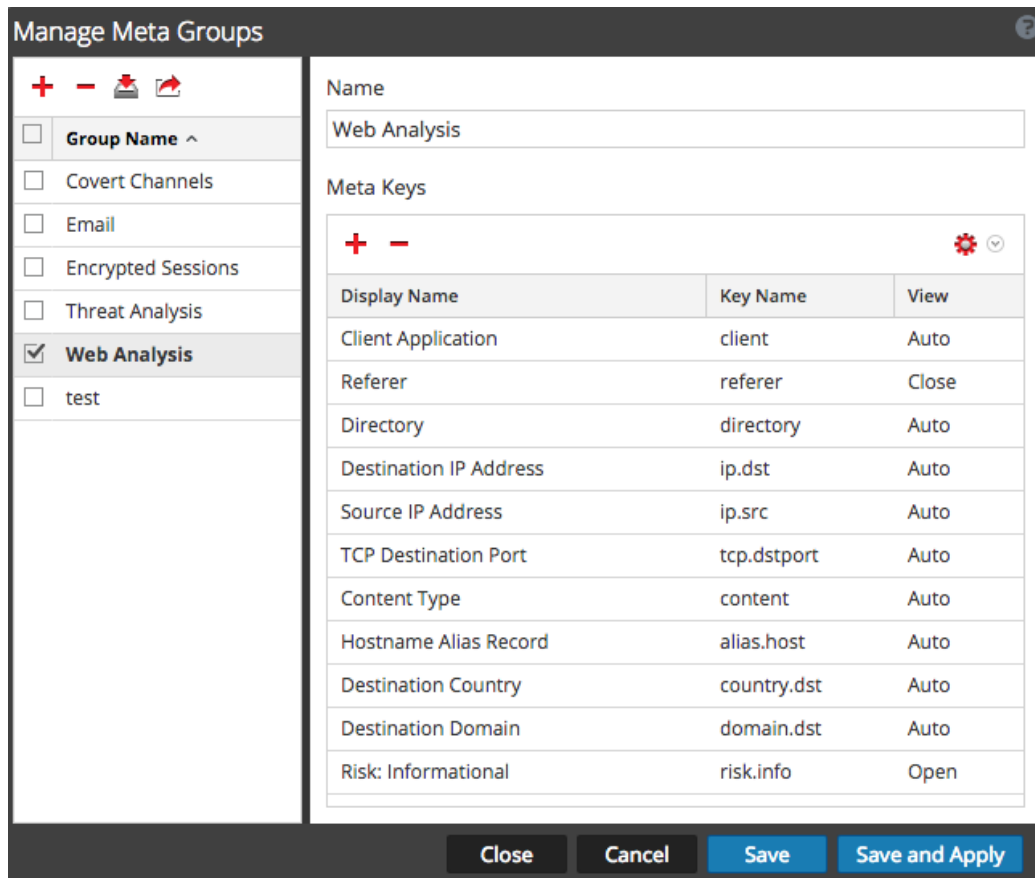 Manage Meta Groups
Group Name
Covert Channels
Email
Encrypted Sessions
Threat Analysis
Web Analysis
test
Name
Web Analysis
Meta Keys
Display Name Key Name View
Client Application client Auto
Referer referer Close
Directory directory Auto
Destination IP Address ip.dst Auto
Source IP Address ip.src Auto
TCP Destination Port tcp.dstport Auto
Content Type content Auto
Hostname Alias Record alias.host Auto
Destination Country country.dst Auto
Destination Domain domain.dst Auto
Risk: Informational risk.info Open
Close Cancel Save Save and Apply